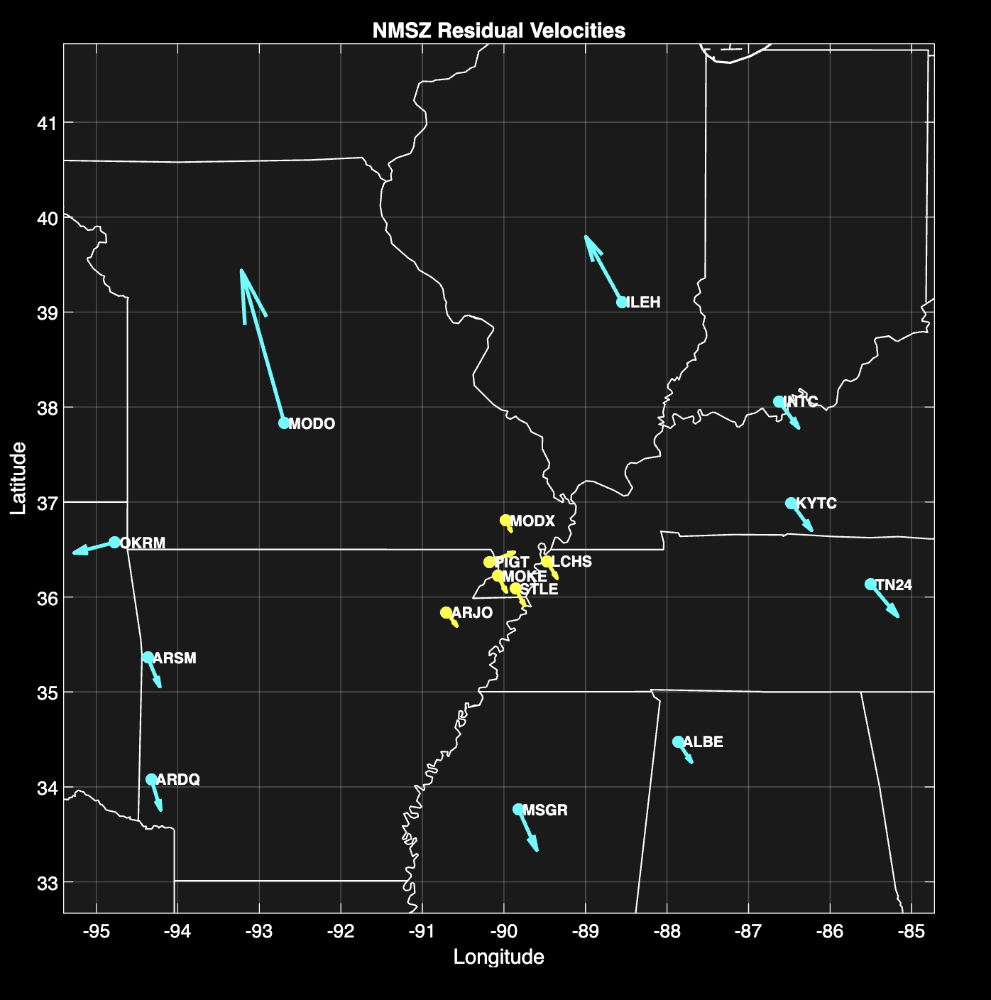 NMSZ Residual Velocities
41
40
39
38
37
36
35
34
33
Latitude
ILEH
INTC
MODO
KYTC
MODX
OKRM
PIGT
LCHS
MOKE
STLE
TN24
ARJO
ARSM
ALBE
ARDQ
MSGR
-95
-94
-93
-92
-91
-90
-89
-88
-87
-86
-85
Longitude